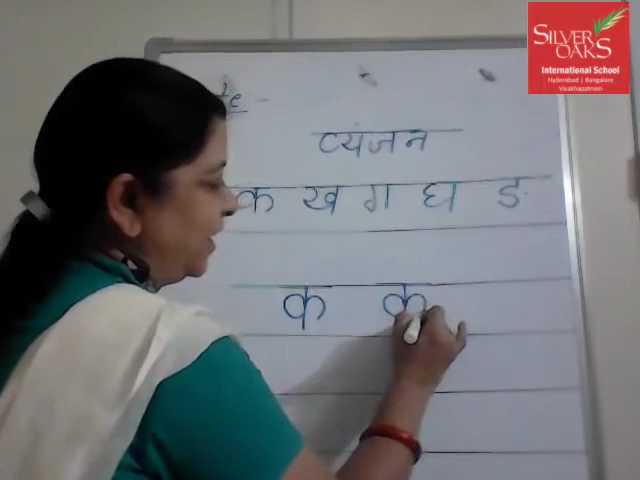 SILVER
OAKS
International School
Hyderabad | Bangalore
Visakhapatnam
व्यंजन
क ख ग घ ङ
क क